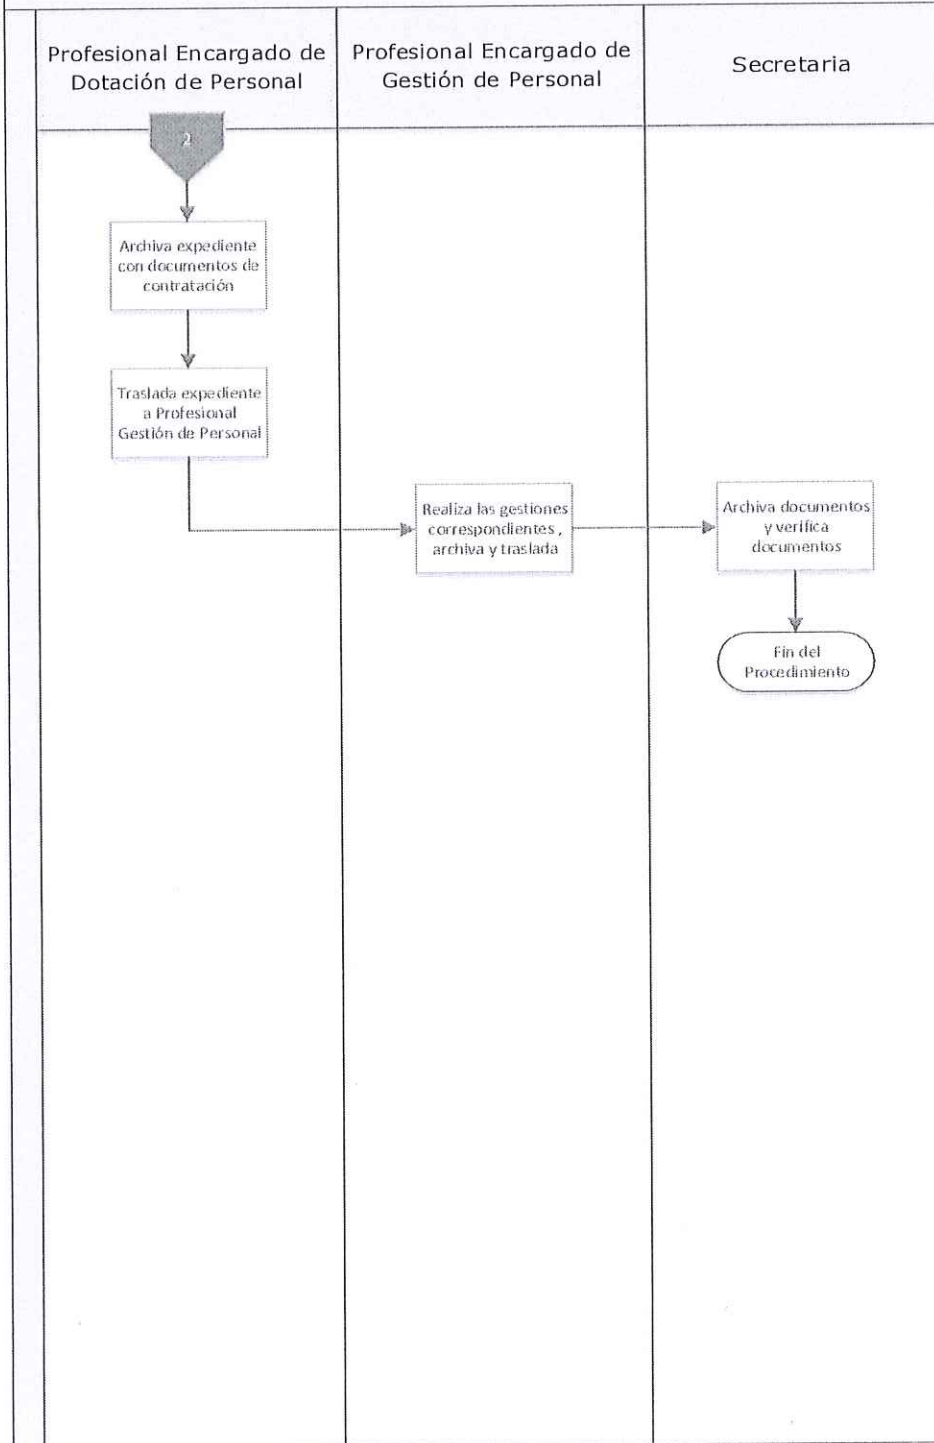 Profesional Encargado de
Dotación de Personal
Profesional Encargado de
Gestión de Personal
Secretaria
2
Archiva expediente
con documentos de
contratación
Traslada expediente
a Profesional
Gestión de Personal
Realiza las gestiones
correspondientes,
archiva y traslada
Archiva documentos
y verifica
documentos
Fin del
Procedimiento